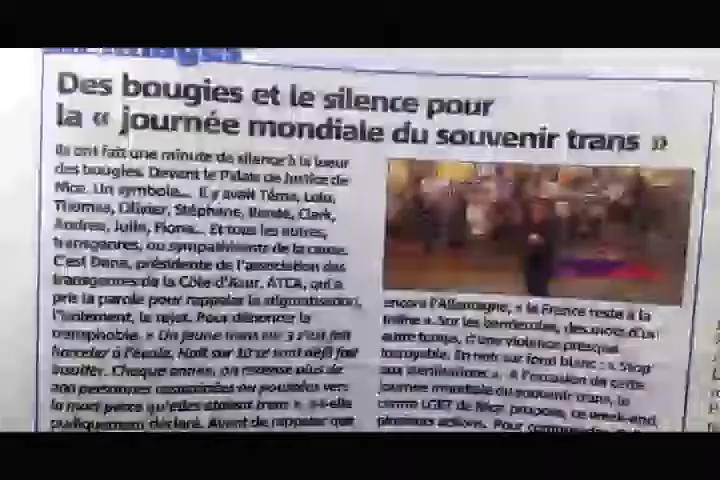 Des bougies et le silence pour
la « journée mondiale du souvenir trans »
Ils ont fait une minute de silence à la lueur
des bougies. Devant le Palais de Justice de
Nice. Un symbole... Il y avait Téma, Lulu,
Thomas, Olivier, Stéphane, Clark,
Andrea, Julia, Fiona... Et tous les autres,
transgenres, ou sympathisants de la cause.
C'est Dana, présidente de l'association des
transgenres de la Côte d'Azur, ATCA, qui a
pris la parole pour rappeler la stigmatisation,
l'isolement, le rejet. Pour dénoncer la
transphobie. « Un jeune trans sur 3 s'est fait
harceler à l'école. Huit sur 10 se sont déjà fait
insulter. Chaque année, on recense plus de
200 personnes assassinées ou poussées vers
la mort parce qu'elles étaient trans », a-t-elle
pudiquement déclaré. Avant de rappeler que
encore l'Allemagne, « la France reste à la
traîne ». Sur les banderoles, des mots d'un
autre temps, d'une violence presque
incroyable. En noir sur fond blanc : « Stop
aux stérilisations ». À l'occasion de cette
journée mondiale du souvenir trans, le
centre LGBT de Nice propose, ce week-end,
plusieurs actions. Pour